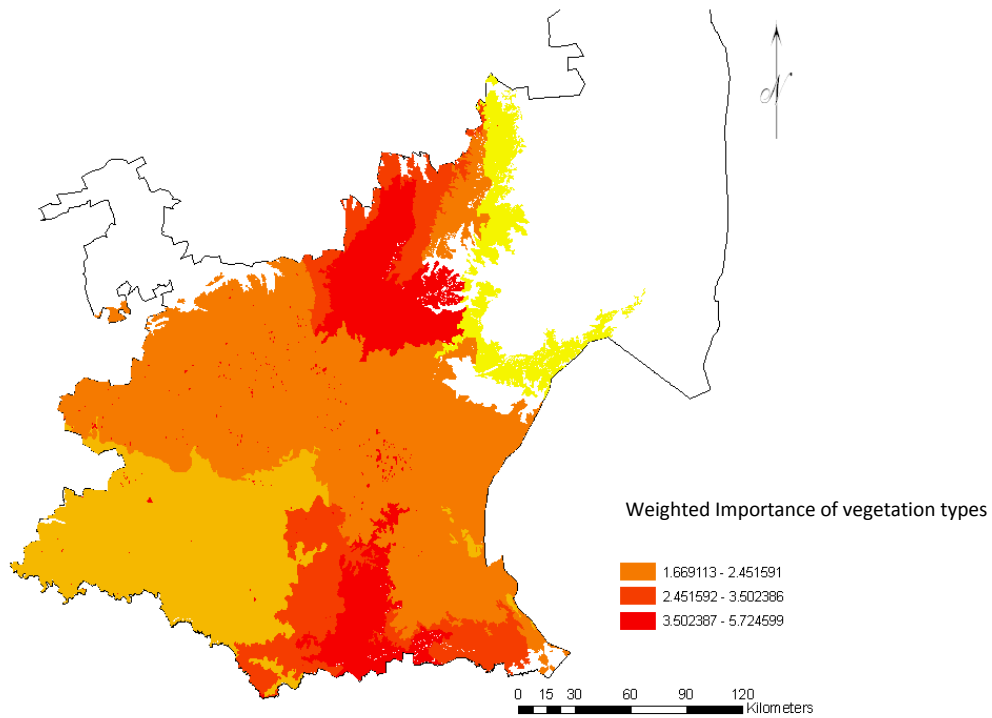 N
Weighted Importance of vegetation types
1.669113 - 2.451591
2.451592 - 3.502386
3.502387 - 5.724599
0 15 30 60 90 120
Kilometers